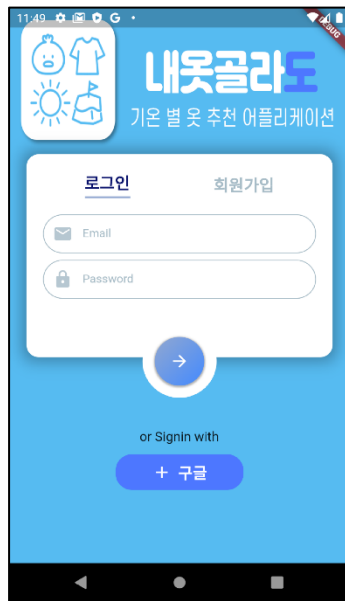 11:49 G
DEBUG
내옷골라도
기온 별 옷 추천 어플리케이션
로그인 회원가입
Email
Password
or Signin with
+ 구글